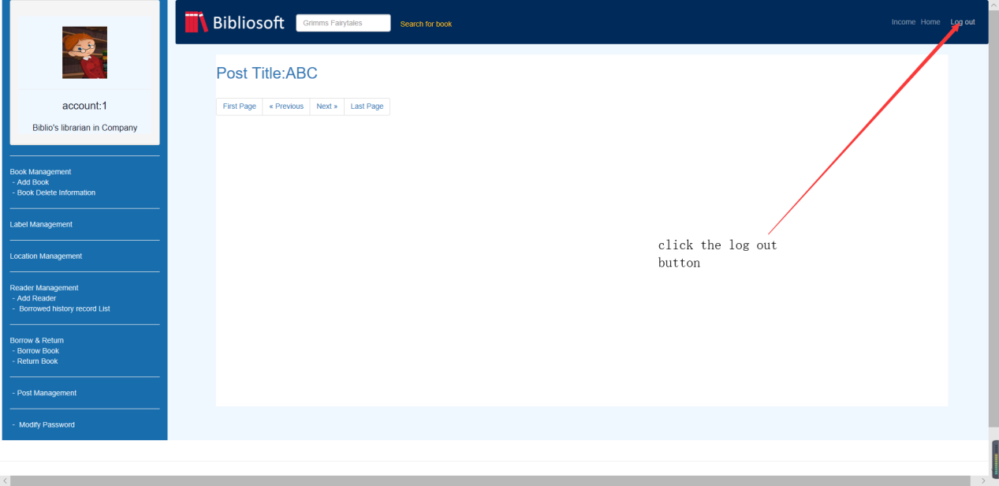 Bibliosoft
Grimms Fairytales
Search for book
Income Home Log out
account:1
Biblio's librarian in Company
Book Management
- Add Book
- Book Delete Information
Label Management
Location Management
Reader Management
- Add Reader
- Borrowed history record List
Borrow & Return
- Borrow Book
- Return Book
- Post Management
- Modify Password
Post Title:ABC
First Page « Previous Next » Last Page
click the log out
button